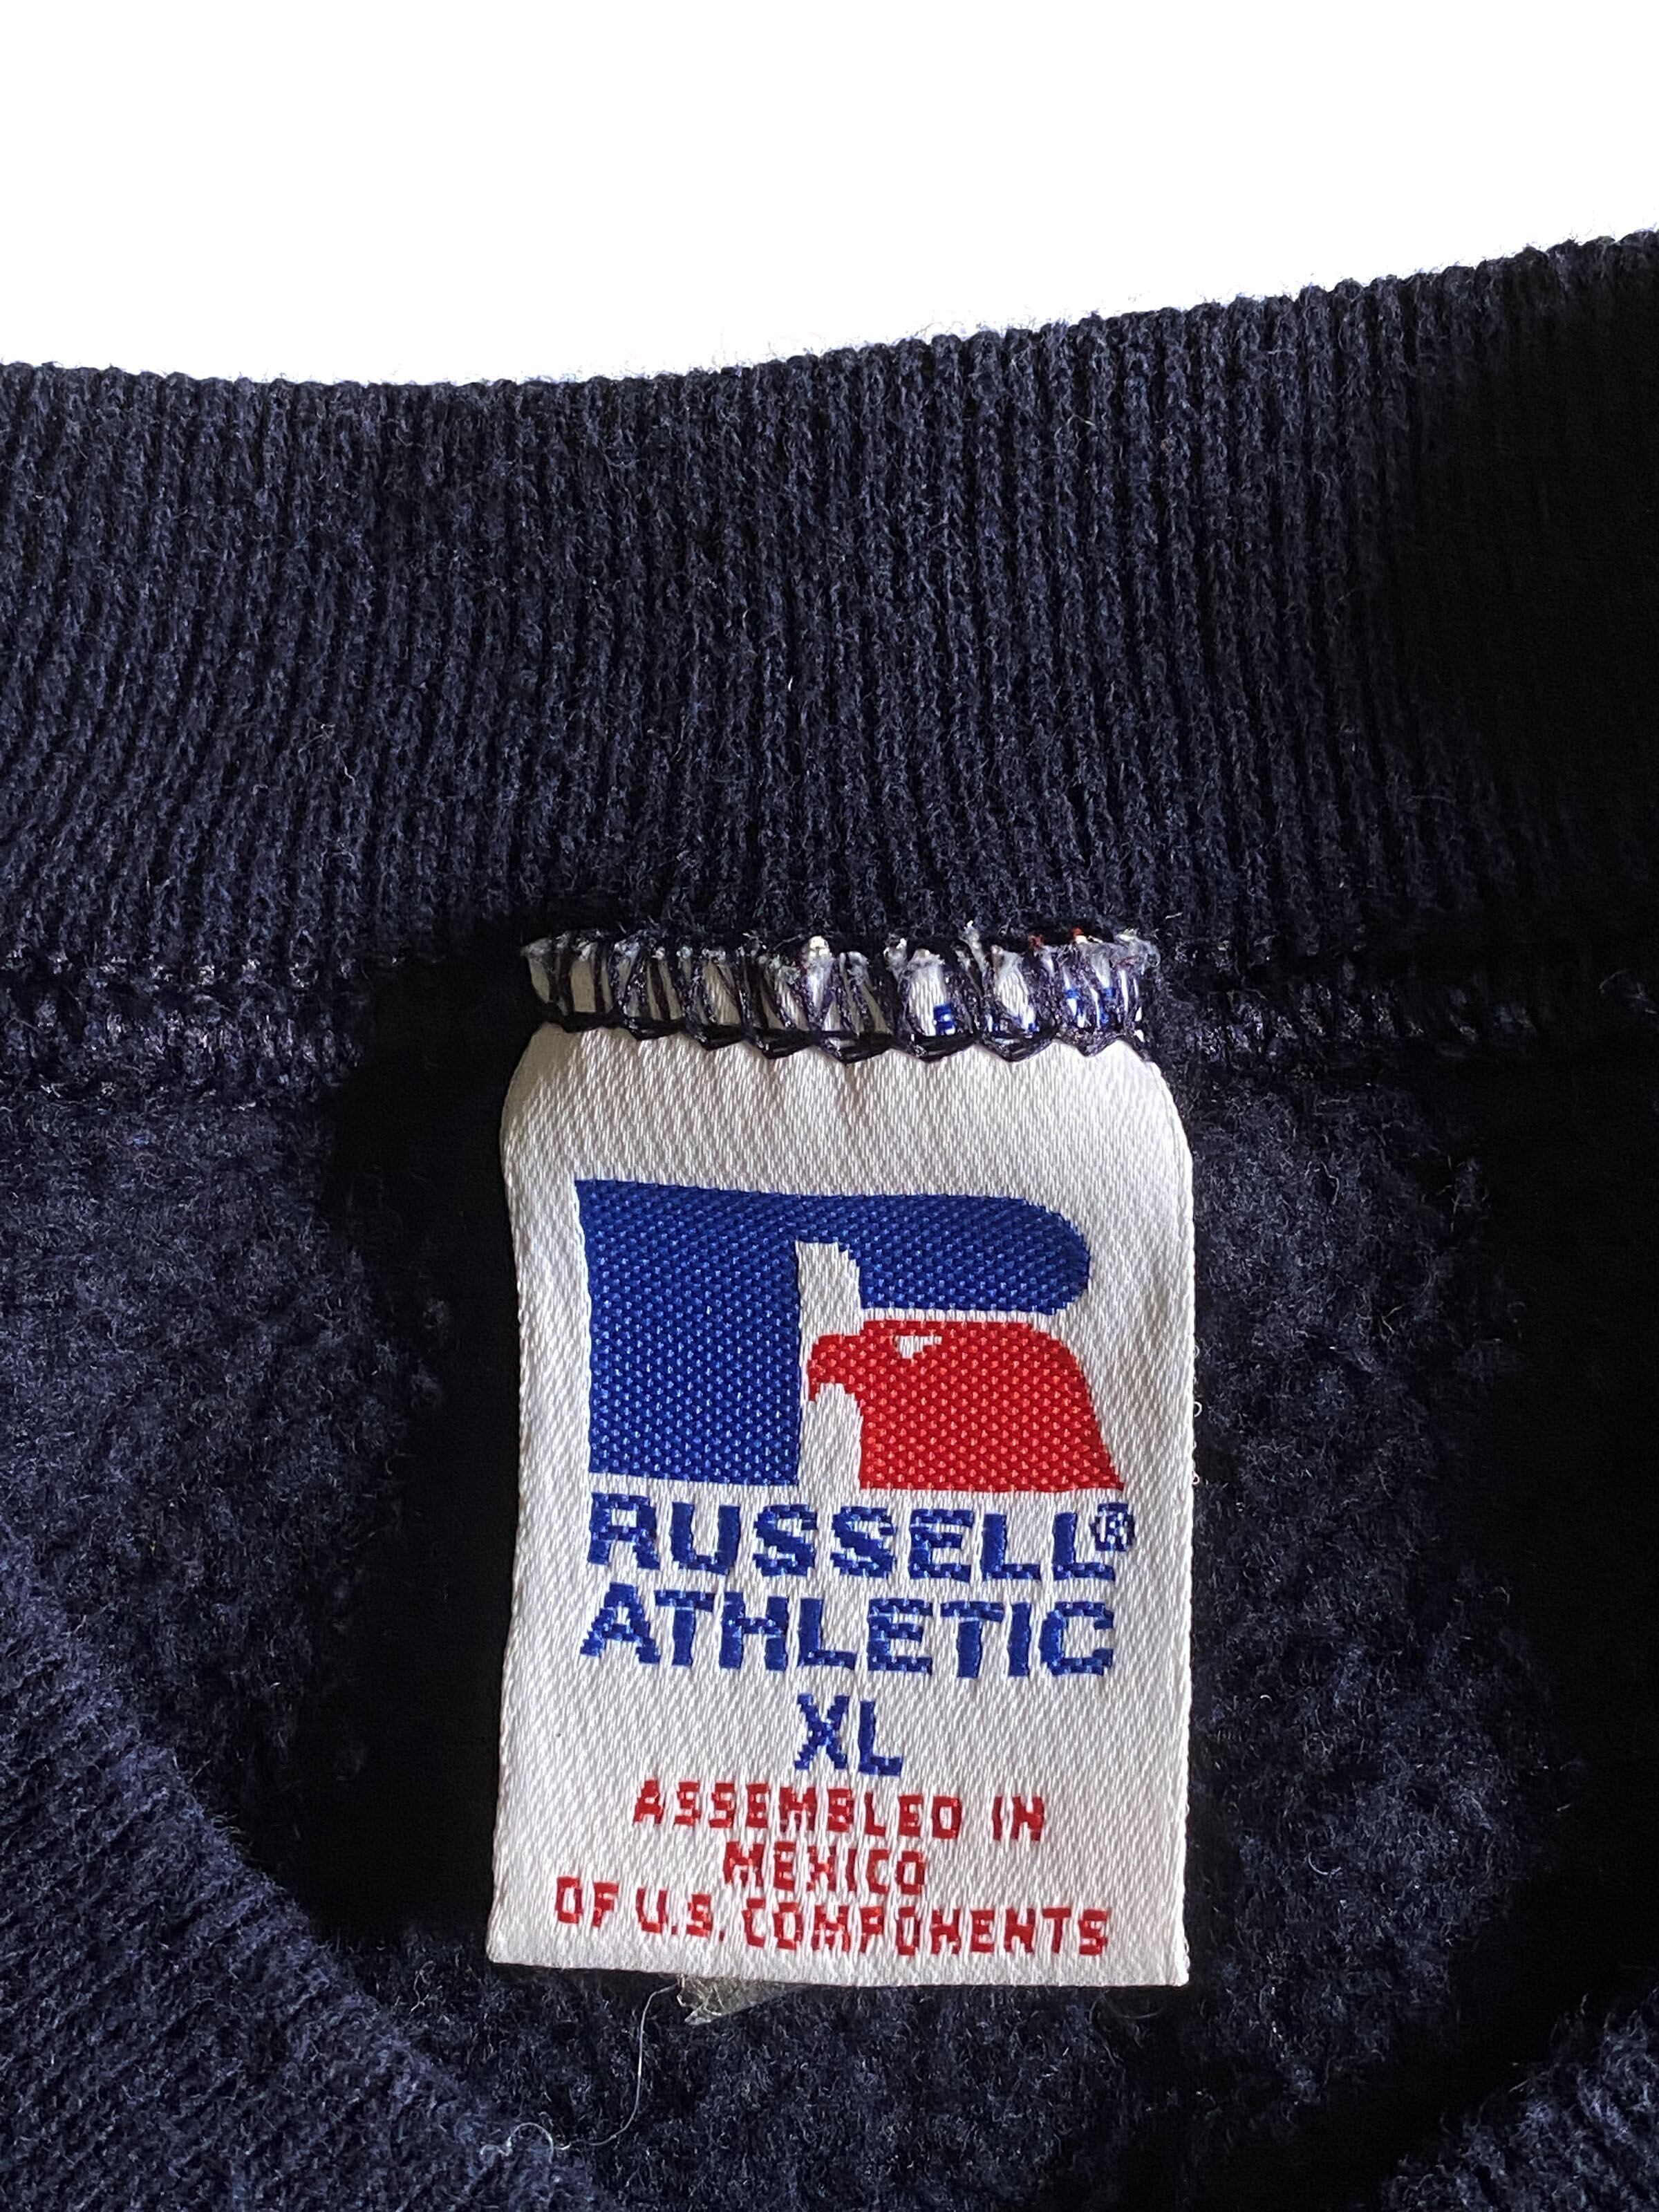 RUSSELL®
ATHLETIC
XL
ASSEMBLED IN
MEXICO
OF U.S. COMPONENTS